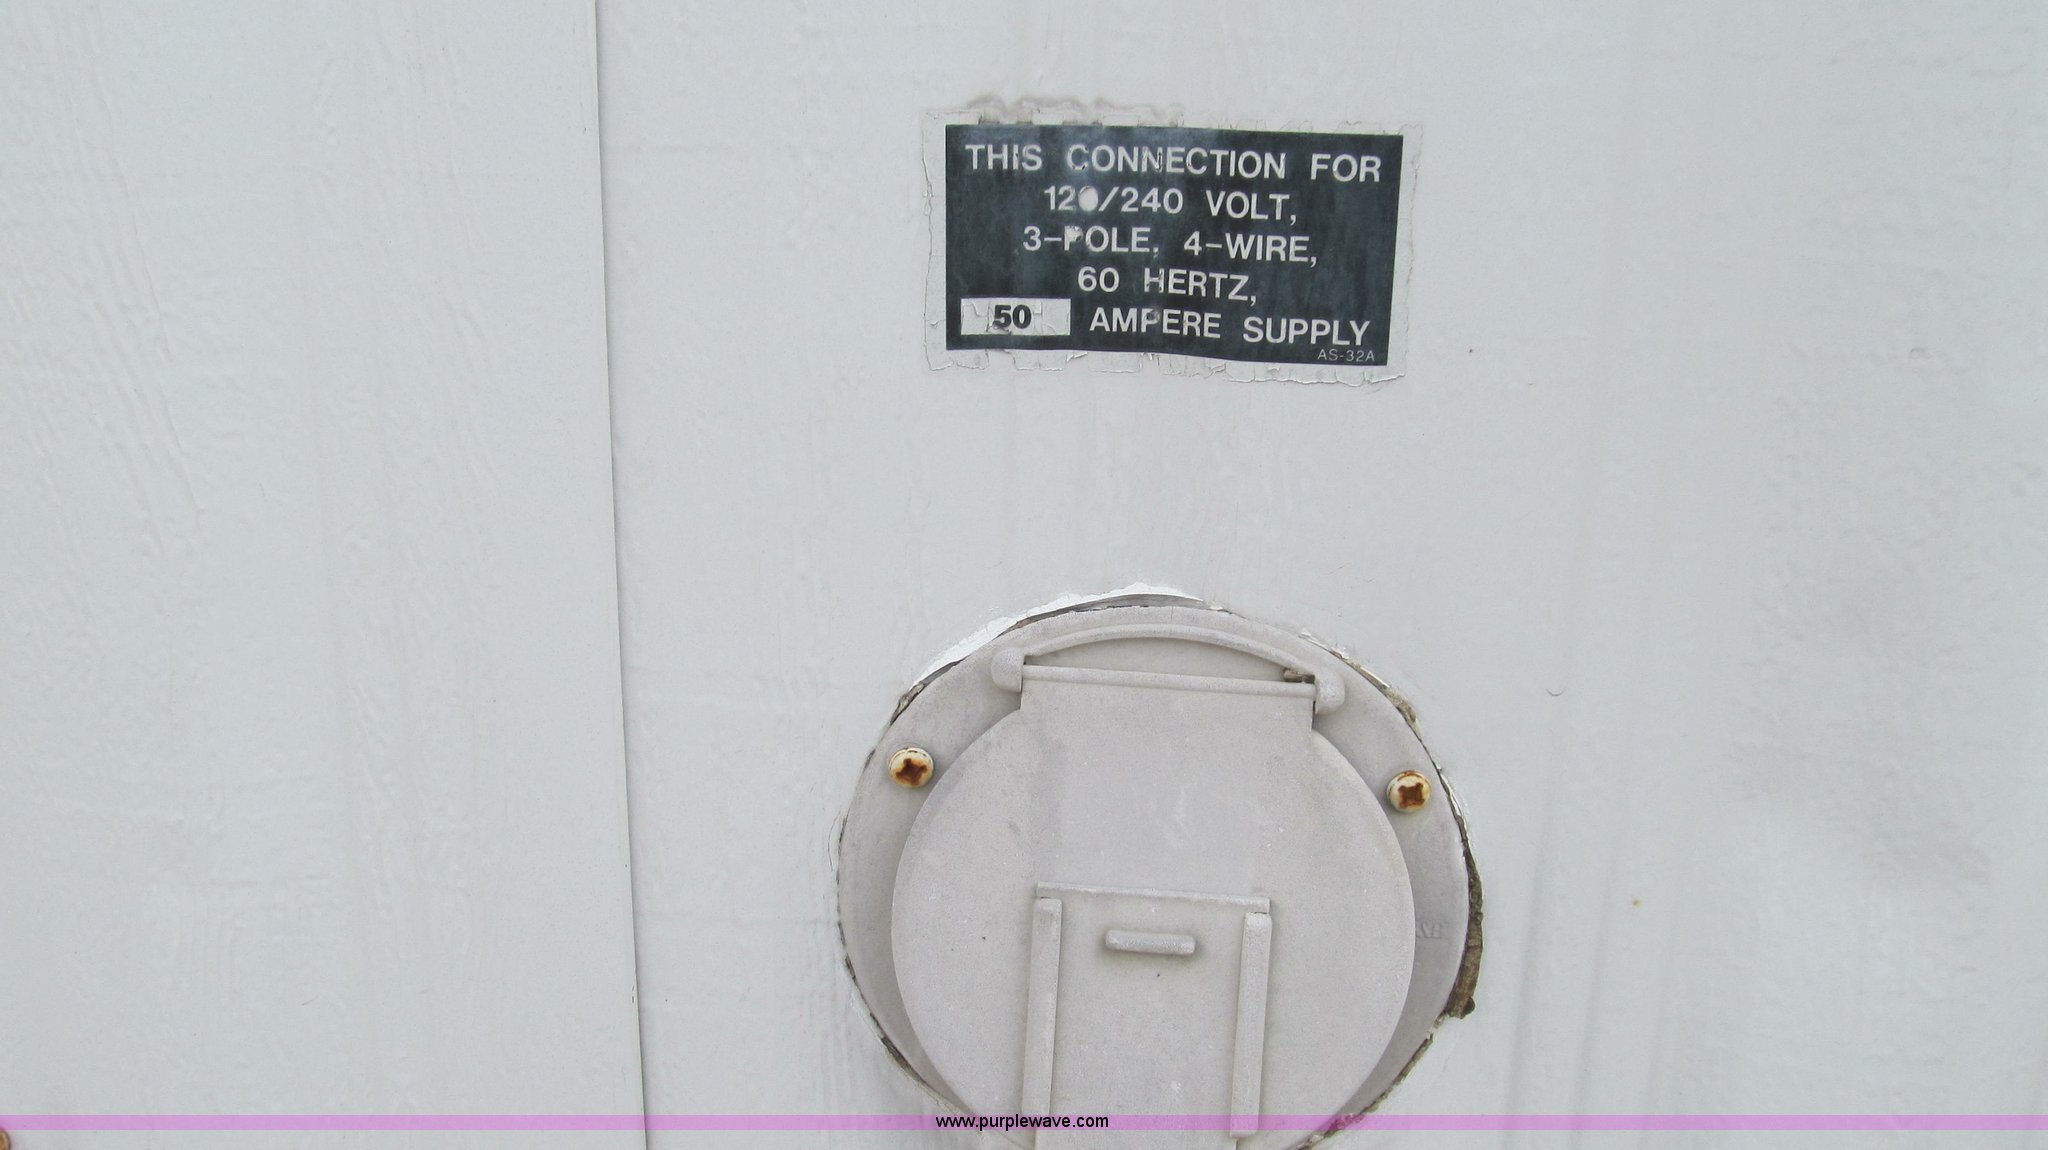 THIS CONNECTION FOR
120/240 VOLT,
3-POLE, 4-WIRE,
60 HERTZ,
50 AMPERE SUPPLY
AS-32A
www.purplewave.com